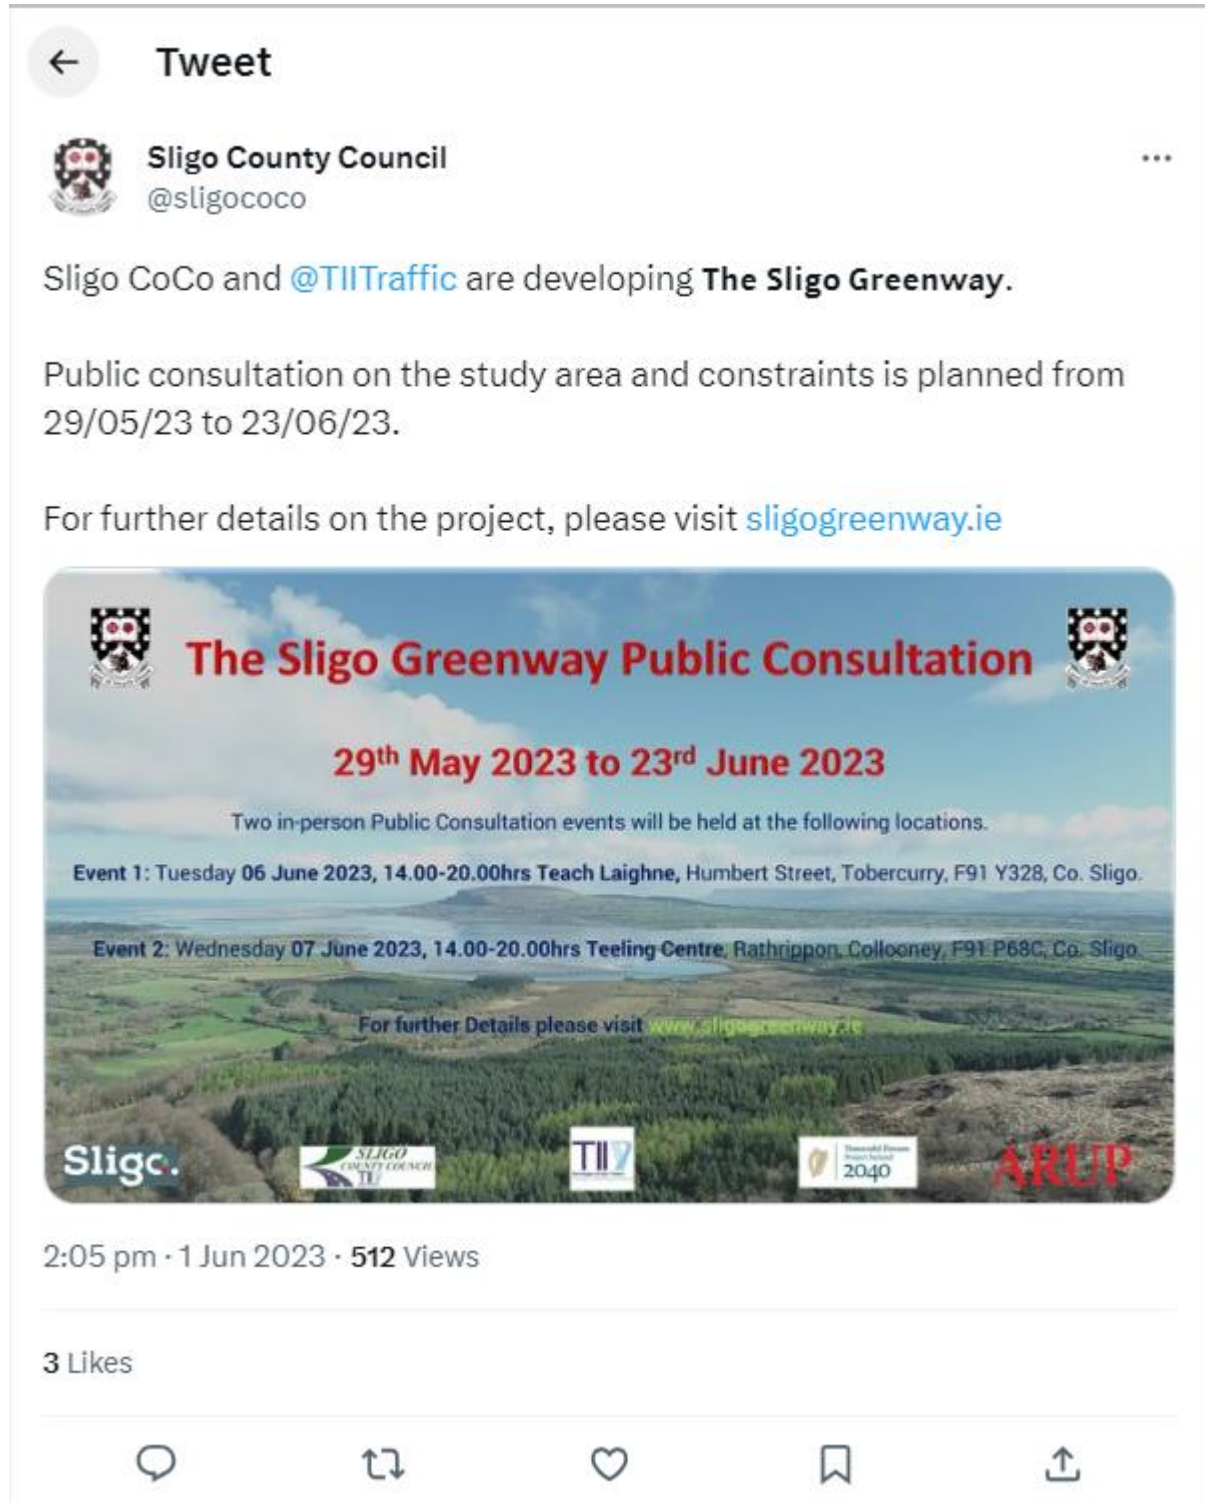 Tweet
Sligo County Council
@sligococo
Sligo CoCo and @TIITraffic are developing The Sligo Greenway.
Public consultation on the study area and constraints is planned from
29/05/23 to 23/06/23.
For further details on the project, please visit sligogreenway.ie
The Sligo Greenway Public Consultation
29th May 2023 to 23rd June 2023
Two in-person Public Consultation events will be held at the following locations.
Event 1: Tuesday 06 June 2023, 14.00-20.00hrs Teach Laighne, Humbert Street, Tobercurry, F91 Y328, Co. Sligo.
Event 2: Wednesday 07 June 2023, 14.00-20.00hrs Teeling Centre, Rathrippon, Collooney, F91 P68C, Co. Sligo
For further Details please visit www.sligogreenway.ie
Sligo.
SLIGO
COUNTY COUNCIL
TII
TII
2040
ARUP
2:05 pm · 1 Jun 2023 · 512 Views
3 Likes